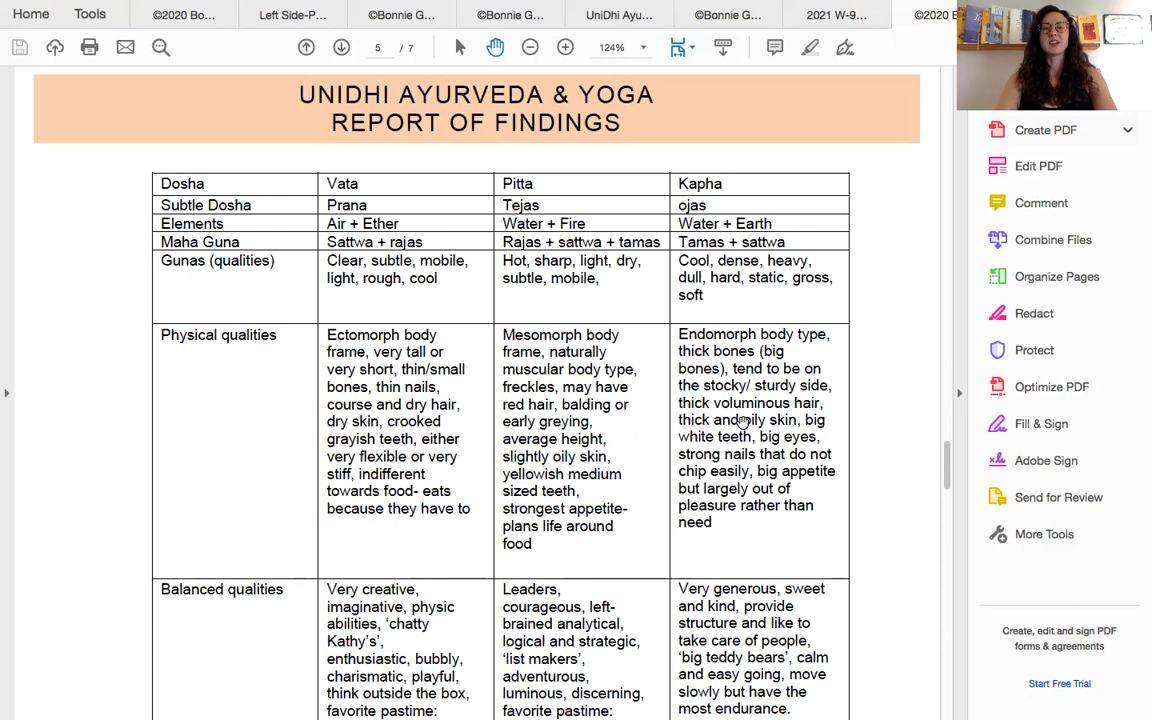 Home
Tools
©2020 Bo...
Left Side-P...
©Bonnie G...
©Bonnie G...
UniDhi Ayu...
©Bonnie G...
2021 W-9...
©2020 B
5 / 7
124%
UNIDHI AYURVEDA & YOGA
REPORT OF FINDINGS
Dosha
Vata
Pitta
Kapha
Subtle Dosha
Prana
Tejas
ojas
Elements
Air + Ether
Water + Fire
Water + Earth
Maha Guna
Sattwa + rajas
Rajas + sattwa + tamas
Tamas + sattwa
Gunas (qualities)
Clear, subtle, mobile,
light, rough, cool
Hot, sharp, light, dry,
subtle, mobile,
Cool, dense, heavy,
dull, hard, static, gross,
soft
Physical qualities
Ectomorph body
frame, very tall or
very short, thin/small
bones, thin nails,
course and dry hair,
dry skin, crooked
grayish teeth, either
very flexible or very
stiff, indifferent
towards food- eats
because they have to
Mesomorph body
frame, naturally
muscular body type,
freckles, may have
red hair, balding or
early greying,
average height,
slightly oily skin,
yellowish medium
sized teeth,
strongest appetite-
plans life around
food
Endomorph body type,
thick bones (big
bones), tend to be on
the stocky/ sturdy side,
thick voluminous hair,
thick and oily skin, big
white teeth, big eyes,
strong nails that do not
chip easily, big appetite
but largely out of
pleasure rather than
need
Balanced qualities
Very creative,
imaginative, physic
abilities, 'chatty
Kathy's',
enthusiastic, bubbly,
charismatic, playful,
think outside the box,
favorite pastime:
Leaders,
courageous, left-
brained analytical,
logical and strategic,
'list makers',
adventurous,
luminous, discerning,
favorite pastime:
Very generous, sweet
and kind, provide
structure and like to
take care of people,
'big teddy bears', calm
and easy going, move
slowly but have the
most endurance.
Create PDF
Edit PDF
Comment
Combine Files
Organize Pages
Redact
Protect
Optimize PDF
Fill & Sign
Adobe Sign
Send for Review
More Tools
Create, edit and sign PDF
forms & agreements
Start Free Trial